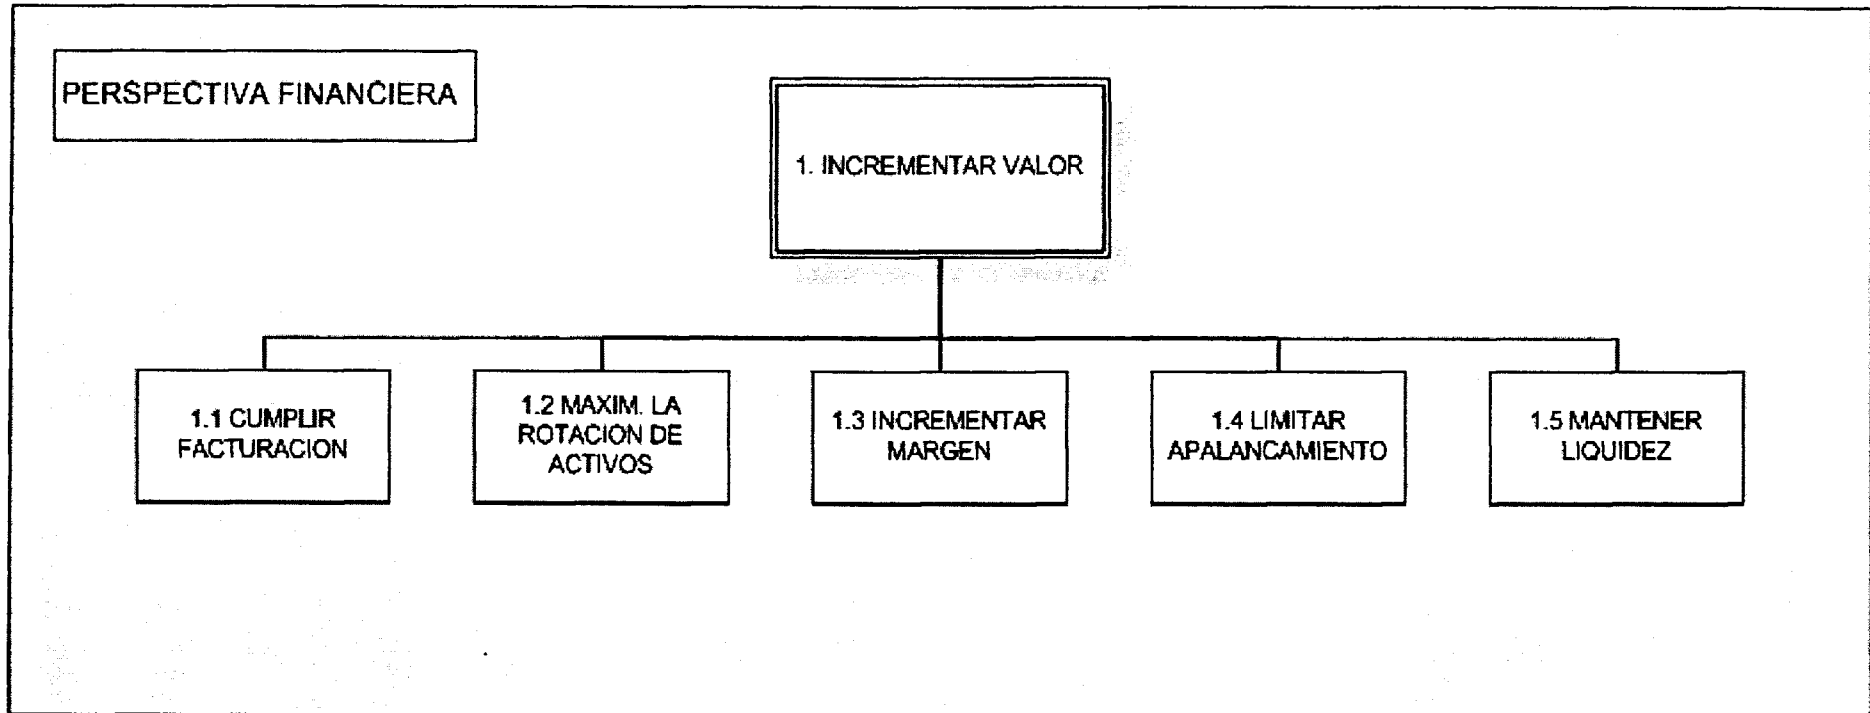 PERSPECTIVA FINANCIERA
1. INCREMENTAR VALOR
1.1 CUMPLIR
FACTURACION
1.2 MAXIM. LA
ROTACION DE
ACTIVOS
1.3 INCREMENTAR
MARGEN
1.4 LIMITAR
APALANCAMIENTO
1.5 MANTENER
LIQUIDEZ